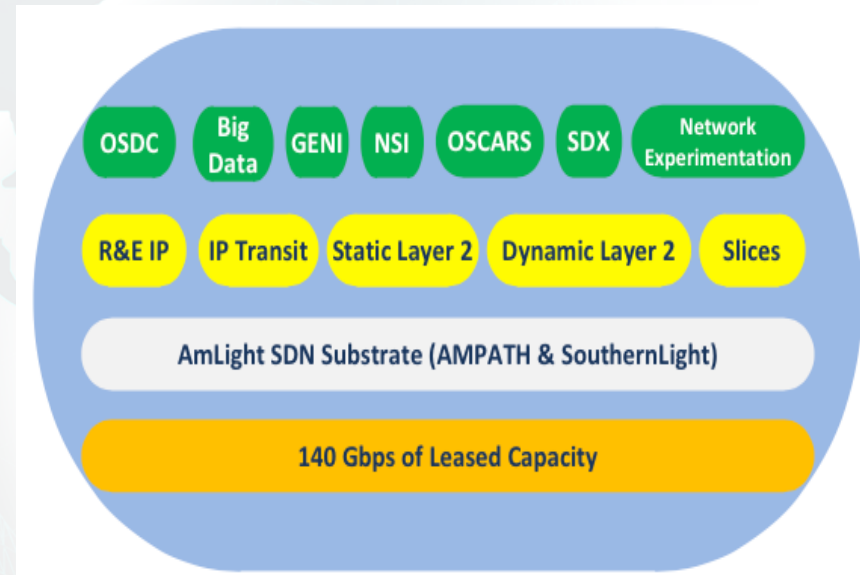 OSDC
Big
Data
GENI
NSI
OSCARS
SDX
Network
Experimentation
R&E IP
IP Transit
Static Layer 2
Dynamic Layer 2
Slices
AmLight SDN Substrate (AMPATH & SouthernLight)
140 Gbps of Leased Capacity